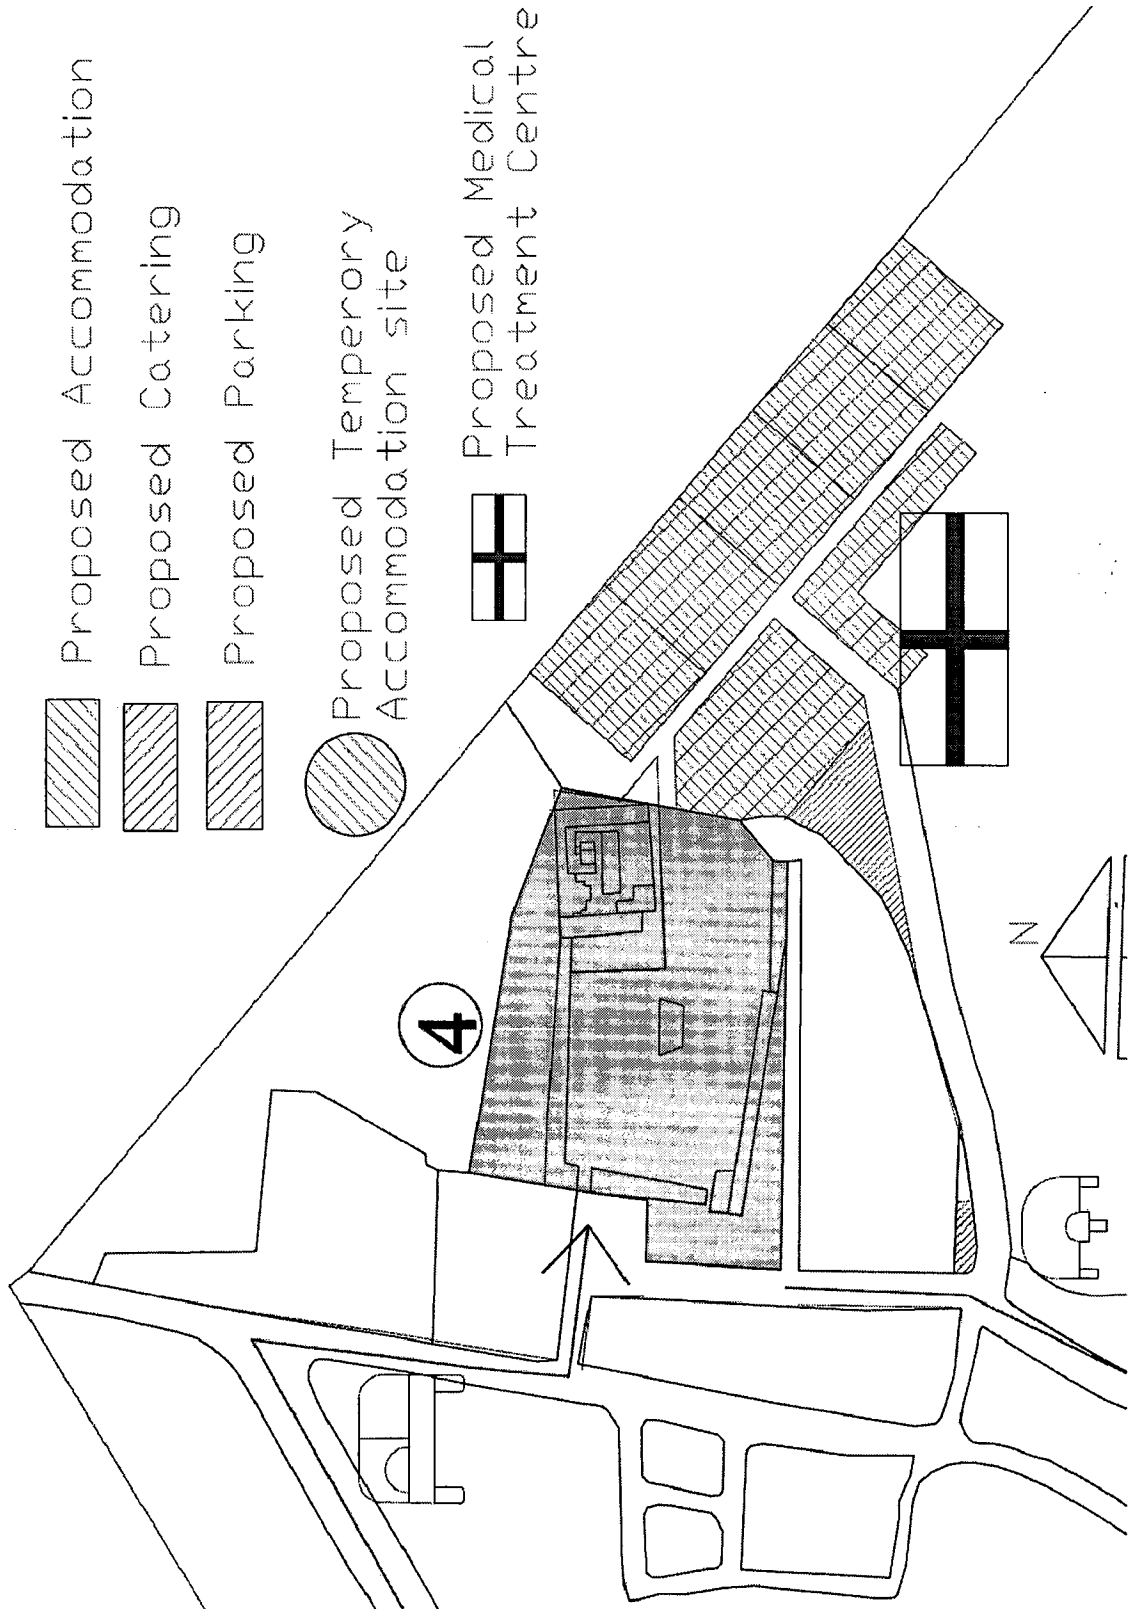 Proposed Accommodation
Proposed Catering
Proposed Parking
Proposed Temperory
Accommodation site
Proposed Medical
Treatment Centre
4
N